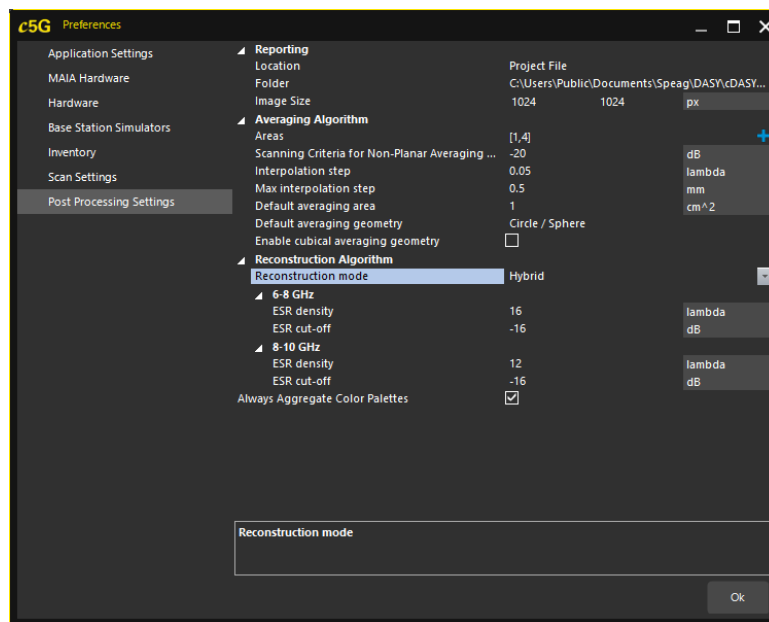 c5G Preferences
Application Settings
MAIA Hardware
Hardware
Base Station Simulators
Inventory
Scan Settings
Post Processing Settings
Reporting
Location Project File
Folder C:\Users\Public\Documents\Speag\DASY\cDASY...
Image Size 1024 1024 px
Averaging Algorithm
Areas [1,4]
Scanning Criteria for Non-Planar Averaging ... -20 dB
Interpolation step 0.05 lambda
Max interpolation step 0.5 mm
Default averaging area 1 cm^2
Default averaging geometry Circle / Sphere
Enable cubical averaging geometry
Reconstruction Algorithm
Reconstruction mode Hybrid
6-8 GHz
ESR density 16 lambda
ESR cut-off -16 dB
8-10 GHz
ESR density 12 lambda
ESR cut-off -16 dB
Always Aggregate Color Palettes
Reconstruction mode
Ok